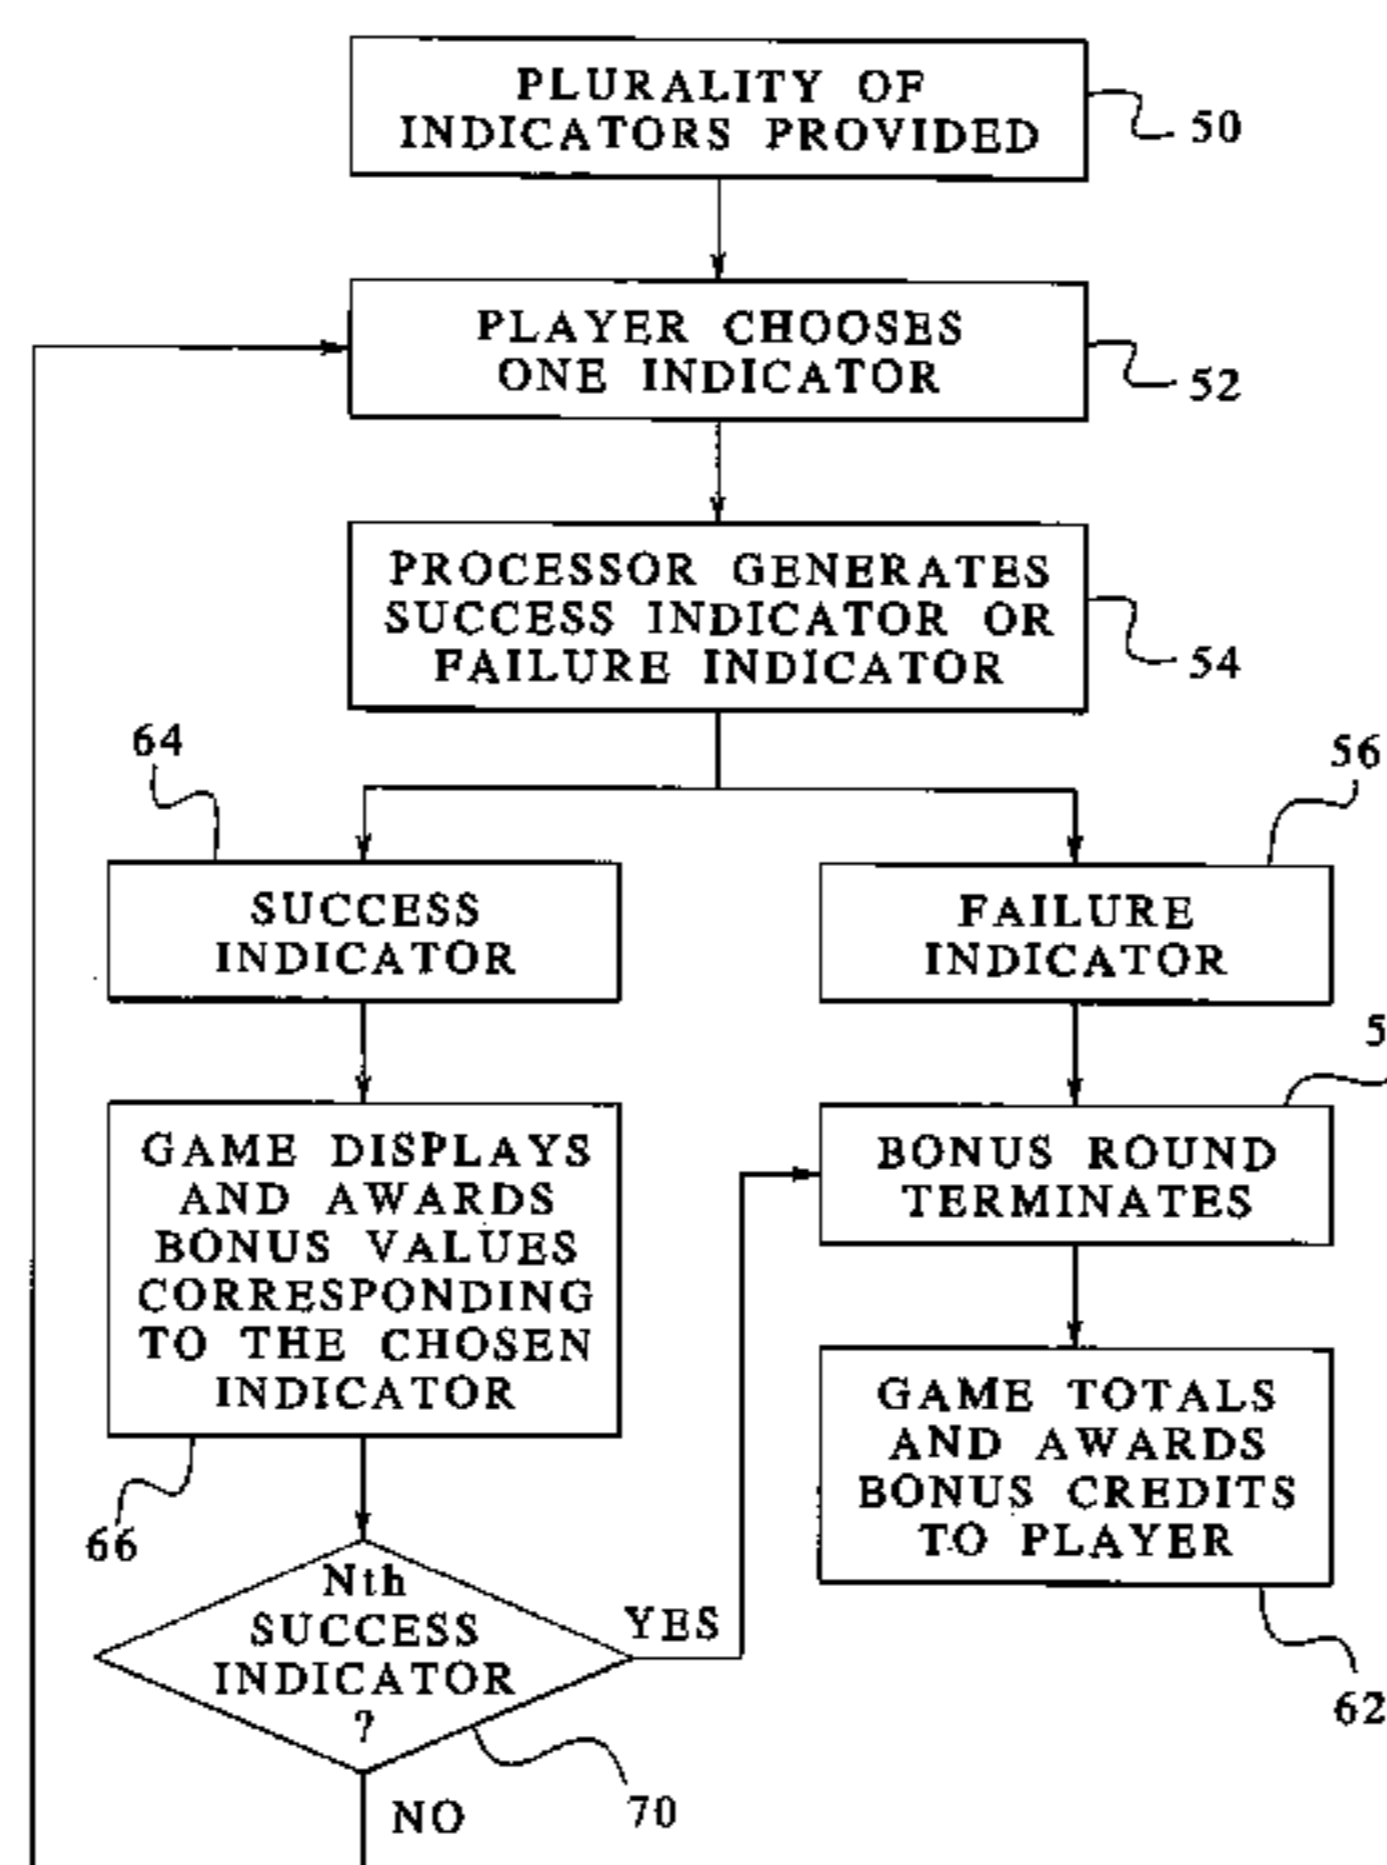 PLURALITY OF
INDICATORS PROVIDED
50
PLAYER CHOOSES
ONE INDICATOR
52
PROCESSOR GENERATES
SUCCESS INDICATOR OR
FAILURE INDICATOR
54
64
56
SUCCESS
INDICATOR
FAILURE
INDICATOR
5
GAME DISPLAYS
AND AWARDS
BONUS VALUES
CORRESPONDING
TO THE CHOSEN
INDICATOR
BONUS ROUND
TERMINATES
GAME TOTALS
AND AWARDS
BONUS CREDITS
TO PLAYER
66
Nth
SUCCESS
INDICATOR
?
YES
62
70
NO